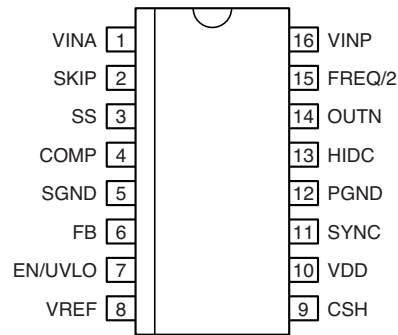 VINA 1 16 VINP
SKIP 2 15 FREQ/2
SS 3 14 OUTN
COMP 4 13 HIDC
SGND 5 12 PGND
FB 6 11 SYNC
EN/UVLO 7 10 VDD
VREF 8 9 CSH